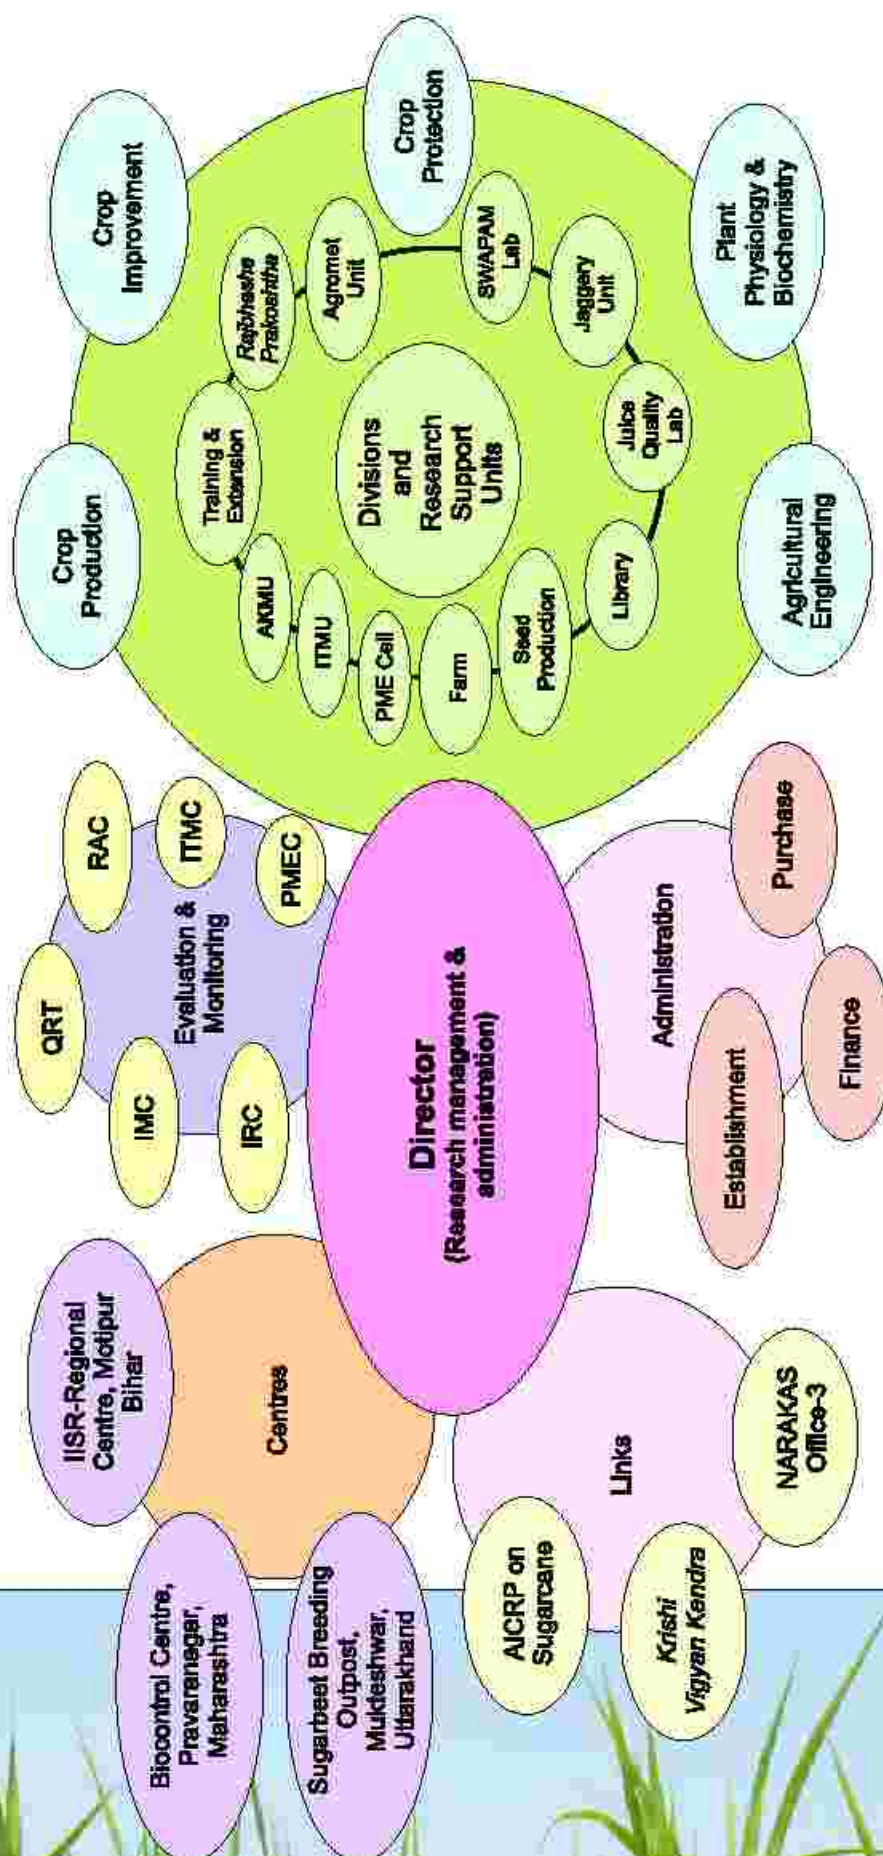 Biocontrol Centre,
Pravaranagar,
Maharashtra
Sugarbeet Breeding
Outpost,
Mukteshwar,
Uttarakhand
IISR-Regional
Centre, Motipur
Bihar
Centres
QRT
RAC
ITMC
PMEC
IMC
IRC
Evaluation &
Monitoring
Director
(Research management &
administration)
Links
AICRP on
Sugarcane
Krishi
Vigyan Kendra
NARAKAS
Office-3
Administration
Establishment
Finance
Purchase
Crop
Production
Crop
Improvement
Crop
Protection
Plant
Physiology &
Biochemistry
Agricultural
Engineering
Divisions
and
Research
Support
Units
Training &
Extension
Rajbhasha
Prakoshtha
Agromet
Unit
SWAPAM
Lab
Jaggery
Unit
Juice
Quality
Lab
Library
Seed
Production
Farm
PME Cell
ITMU
AKMU